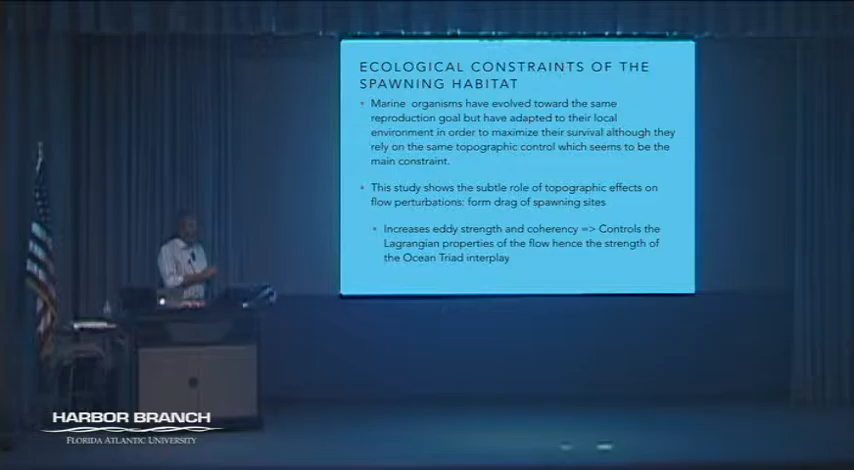 ECOLOGICAL CONSTRAINTS OF THE
SPAWNING HABITAT
• Marine organisms have evolved toward the same
reproduction goal but have adapted to their local
environment in order to maximize their survival although they
rely on the same topographic control which seems to be the
main constraint.
• This study shows the subtle role of topographic effects on
flow perturbations: form drag of spawning sites
• Increases eddy strength and coherency => Controls the
Lagrangian properties of the flow hence the strength of
the Ocean Triad interplay
HARBOR BRANCH
FLORIDA ATLANTIC UNIVERSITY